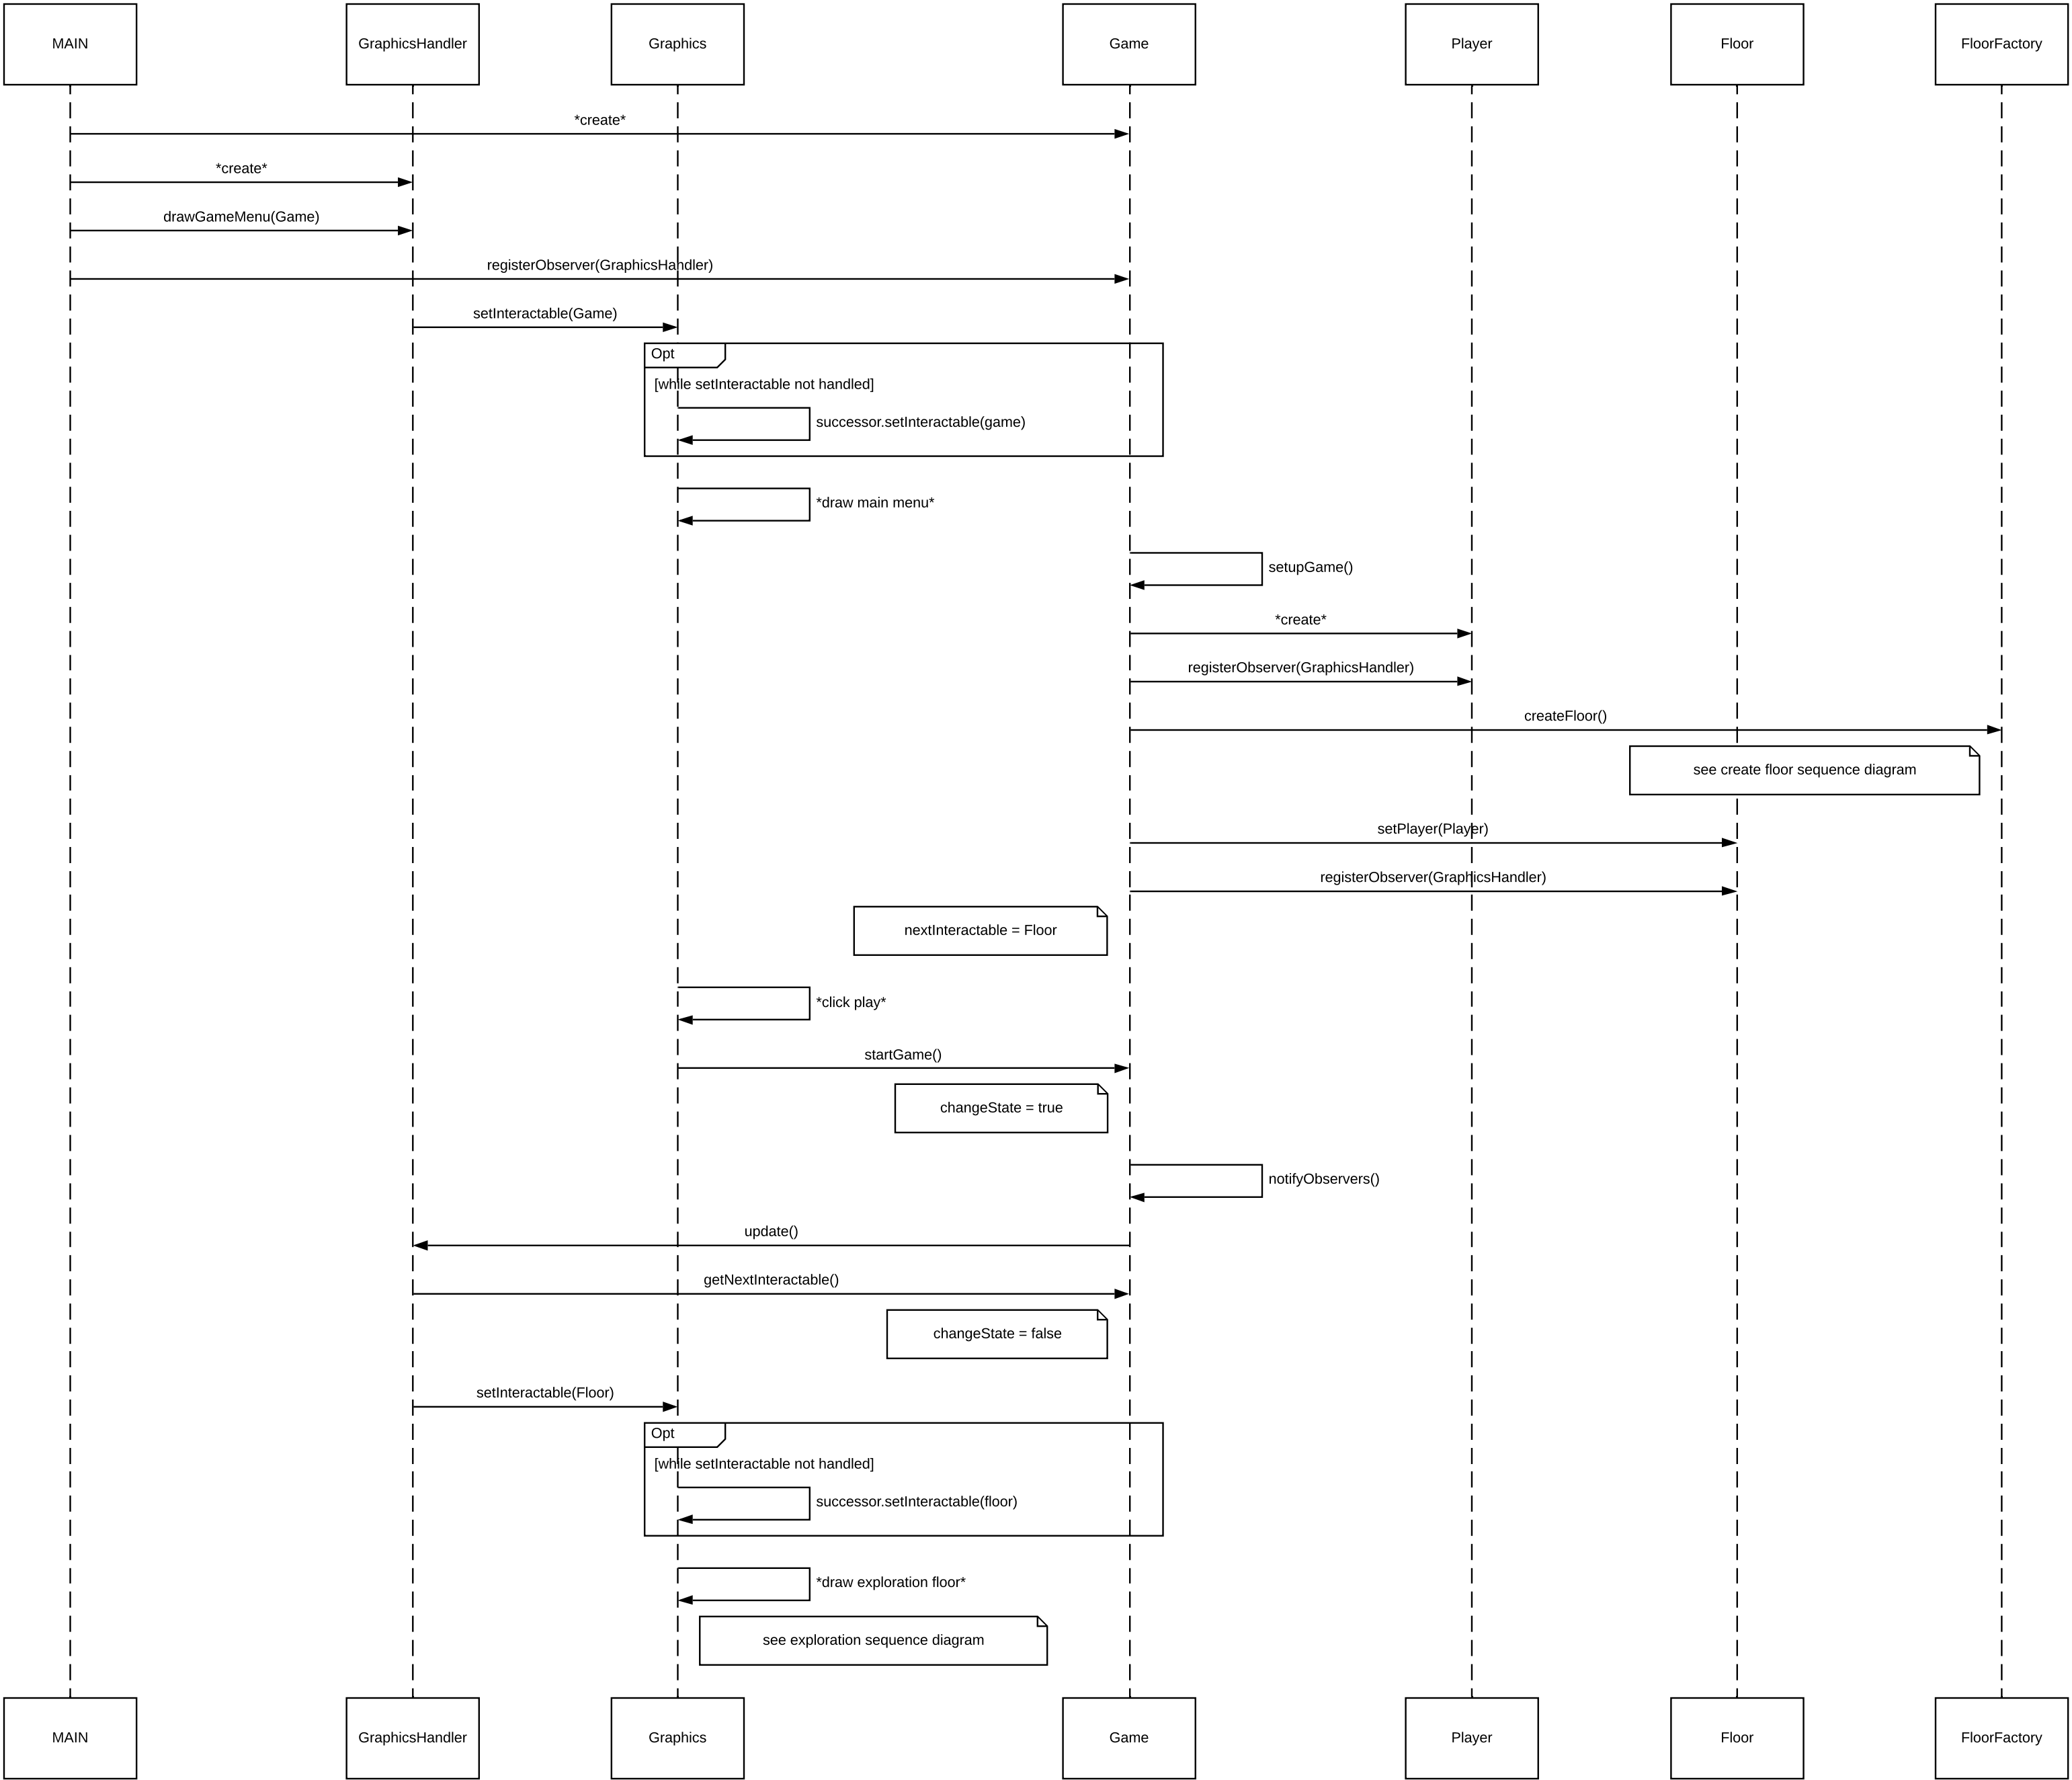 MAIN
GraphicsHandler
Graphics
Game
Player
Floor
FloorFactory
*create*
*create*
drawGameMenu(Game)
registerObserver(GraphicsHandler)
setInteractable(Game)
Opt
[while setInteractable not handled]
successor.setInteractable(game)
*draw main menu*
setupGame()
*create*
registerObserver(GraphicsHandler)
createFloor()
see create floor sequence diagram
setPlayer(Player)
registerObserver(GraphicsHandler)
nextInteractable = Floor
*click play*
startGame()
changeState = true
notifyObservers()
update()
getNextInteractable()
changeState = false
setInteractable(Floor)
Opt
[while setInteractable not handled]
successor.setInteractable(floor)
*draw exploration floor*
see exploration sequence diagram
MAIN
GraphicsHandler
Graphics
Game
Player
Floor
FloorFactory